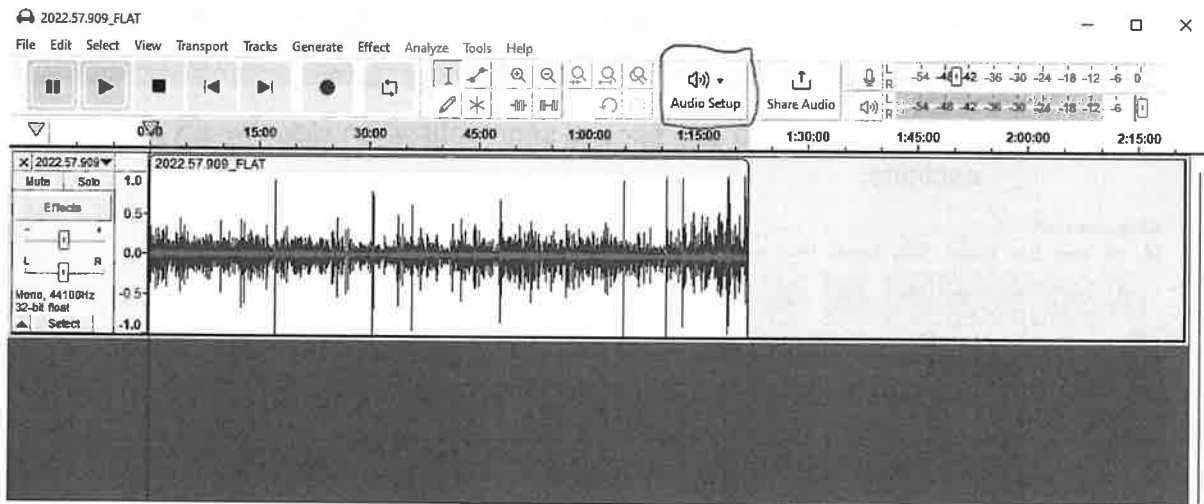 2022.57.909_FLAT
File Edit Select View Transport Tracks Generate Effect Analyze Tools Help
L
R
-54 -48 -42 -36 -30 -24 -18 -12 -6 0
Audio Setup
Share Audio
L
R
-54 -48 -42 -36 -30 -24 -18 -12 -6
0:00 15:00 30:00 45:00 1:00:00 1:15:00 1:30:00 1:45:00 2:00:00 2:15:00
2022.57.909 2022.57.909_FLAT
Mute Solo
Effects
- +
L R
Mono, 44100Hz
32-bit float
Select
1.0
0.5
0.0
-0.5
-1.0